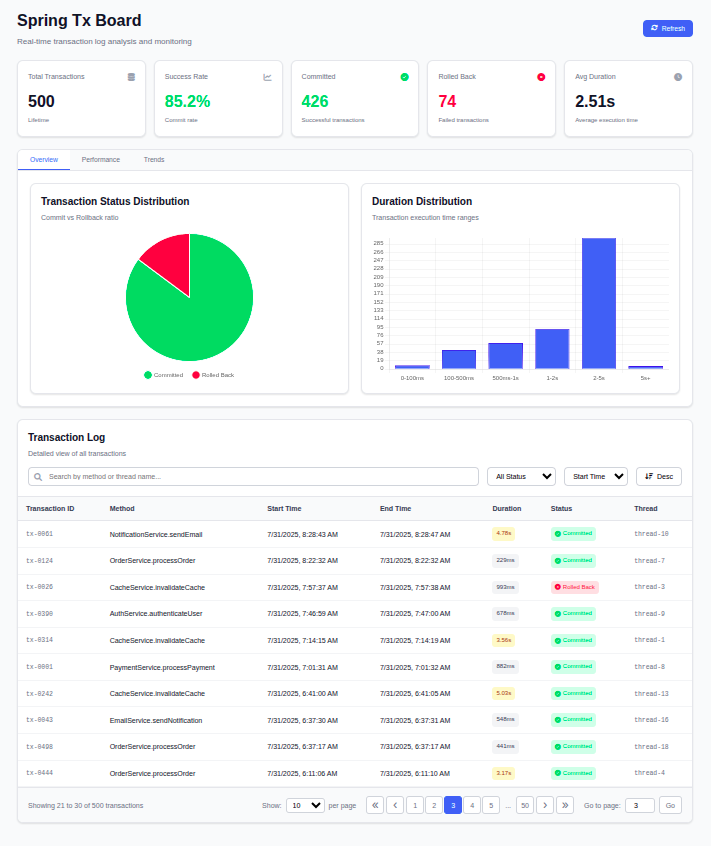 Spring Tx Board
Real-time transaction log analysis and monitoring
Refresh
Total Transactions
500
Lifetime
Success Rate
85.2%
Commit rate
Committed
426
Successful transactions
Rolled Back
74
Failed transactions
Avg Duration
2.51s
Average execution time
Overview Performance Trends
Transaction Status Distribution
Commit vs Rollback ratio
Committed Rolled Back
Duration Distribution
Transaction execution time ranges
285
266
247
228
209
190
171
152
133
114
95
76
57
38
19
0
0-100ms 100-500ms 500ms-1s 1-2s 2-5s 5s+
Transaction Log
Detailed view of all transactions
Search by method or thread name... All Status Start Time Desc
Transaction ID Method Start Time End Time Duration Status Thread
tx-0061 NotificationService.sendEmail 7/31/2025, 8:28:43 AM 7/31/2025, 8:28:47 AM 4.78s Committed thread-10
tx-0124 OrderService.processOrder 7/31/2025, 8:22:32 AM 7/31/2025, 8:22:32 AM 229ms Committed thread-7
tx-0026 CacheService.invalidateCache 7/31/2025, 7:57:37 AM 7/31/2025, 7:57:38 AM 993ms Rolled Back thread-3
tx-0390 AuthService.authenticateUser 7/31/2025, 7:46:59 AM 7/31/2025, 7:47:00 AM 678ms Committed thread-9
tx-0314 CacheService.invalidateCache 7/31/2025, 7:14:15 AM 7/31/2025, 7:14:19 AM 3.56s Committed thread-1
tx-0001 PaymentService.processPayment 7/31/2025, 7:01:31 AM 7/31/2025, 7:01:32 AM 882ms Committed thread-8
tx-0242 CacheService.invalidateCache 7/31/2025, 6:41:00 AM 7/31/2025, 6:41:05 AM 5.03s Committed thread-13
tx-0043 EmailService.sendNotification 7/31/2025, 6:37:30 AM 7/31/2025, 6:37:31 AM 548ms Committed thread-16
tx-0498 OrderService.processOrder 7/31/2025, 6:37:17 AM 7/31/2025, 6:37:17 AM 441ms Committed thread-18
tx-0444 OrderService.processOrder 7/31/2025, 6:11:06 AM 7/31/2025, 6:11:10 AM 3.17s Committed thread-4
Showing 21 to 30 of 500 transactions Show: 10 per page 1 2 3 4 5 ... 50 Go to page: 3 Go